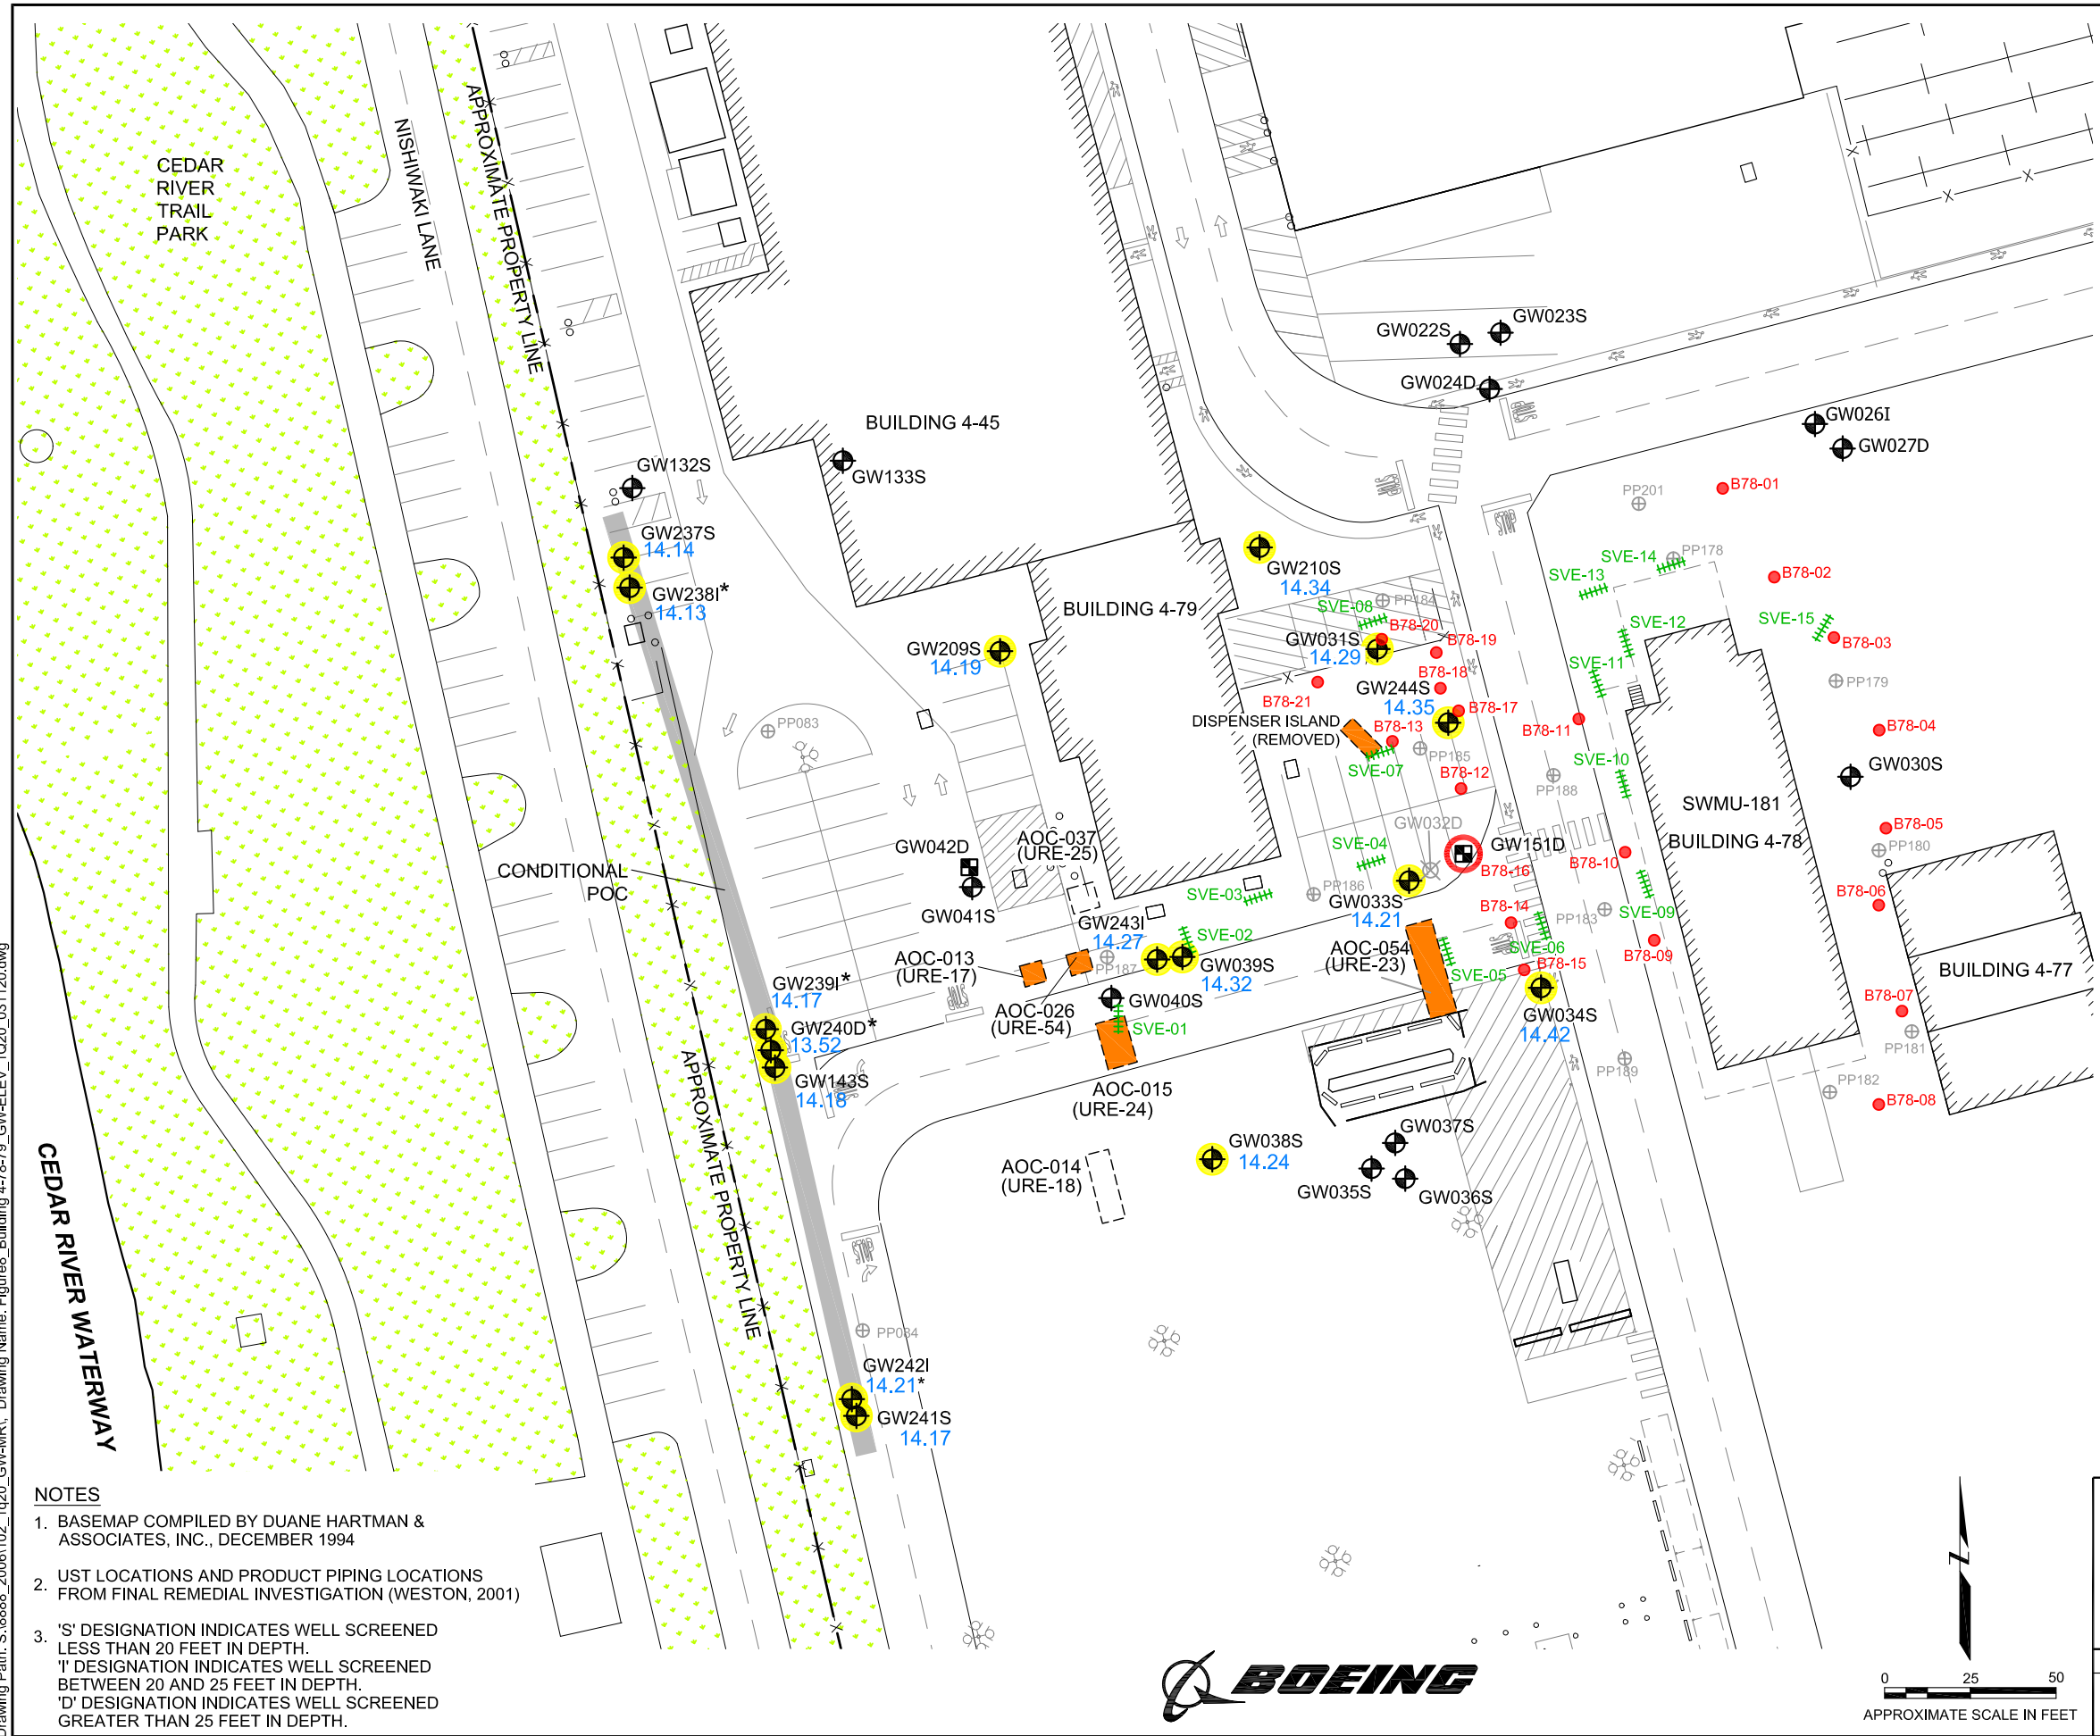 CEDAR
RIVER
TRAIL
PARK
NISHIWAKI LANE
APPROXIMATE PROPERTY LINE
BUILDING 4-45
GW022S
GW023S
GW024D
GW026I
GW027D
GW132S
GW133S
GW237S
14.14
GW238I*
14.13
GW209S
14.19
BUILDING 4-79
GW210S
14.34
SVE-08
PP184
B78-20
GW031S
14.29
B78-19
B78-18
B78-21
GW244S
14.35
B78-17
DISPENSER ISLAND
(REMOVED)
B78-13
PP185
SVE-07
B78-12
PP201
B78-01
SVE-14
PP178
SVE-13
B78-02
SVE-12
SVE-15
B78-03
SVE-11
PP179
B78-11
B78-04
SVE-10
GW030S
PP188
SWMU-181
BUILDING 4-78
B78-05
PP180
B78-06
BUILDING 4-77
B78-07
PP181
PP182
B78-08
PP083
CONDITIONAL
POC
GW042D
GW041S
AOC-037
(URE-25)
GW032D
SVE-04
GW151D
B78-16
B78-10
PP186
SVE-03
GW033S
14.21
B78-14
PP183
SVE-09
B78-09
GW243I
14.27
SVE-02
PP187
GW039S
14.32
AOC-054
(URE-23)
SVE-05
SVE-06
B78-15
AOC-013
(URE-17)
AOC-026
(URE-54)
GW040S
SVE-01
AOC-015
(URE-24)
GW034S
14.42
PP189
GW239I*
14.17
GW240D*
13.52
GW143S
14.18
STOP
STOP
STOP
STOP
STOP
STOP
STOP
APPROXIMATE PROPERTY LINE
AOC-014
(URE-18)
GW038S
14.24
GW037S
GW035S
GW036S
PP084
GW242I
14.21*
GW241S
14.17
CEDAR RIVER WATERWAY
NOTES
1. BASEMAP COMPILED BY DUANE HARTMAN &
ASSOCIATES, INC., DECEMBER 1994
2. UST LOCATIONS AND PRODUCT PIPING LOCATIONS
FROM FINAL REMEDIAL INVESTIGATION (WESTON, 2001)
3. 'S' DESIGNATION INDICATES WELL SCREENED
LESS THAN 20 FEET IN DEPTH.
'I' DESIGNATION INDICATES WELL SCREENED
BETWEEN 20 AND 25 FEET IN DEPTH.
'D' DESIGNATION INDICATES WELL SCREENED
GREATER THAN 25 FEET IN DEPTH.
BOEING
N
0 25 50
APPROXIMATE SCALE IN FEET